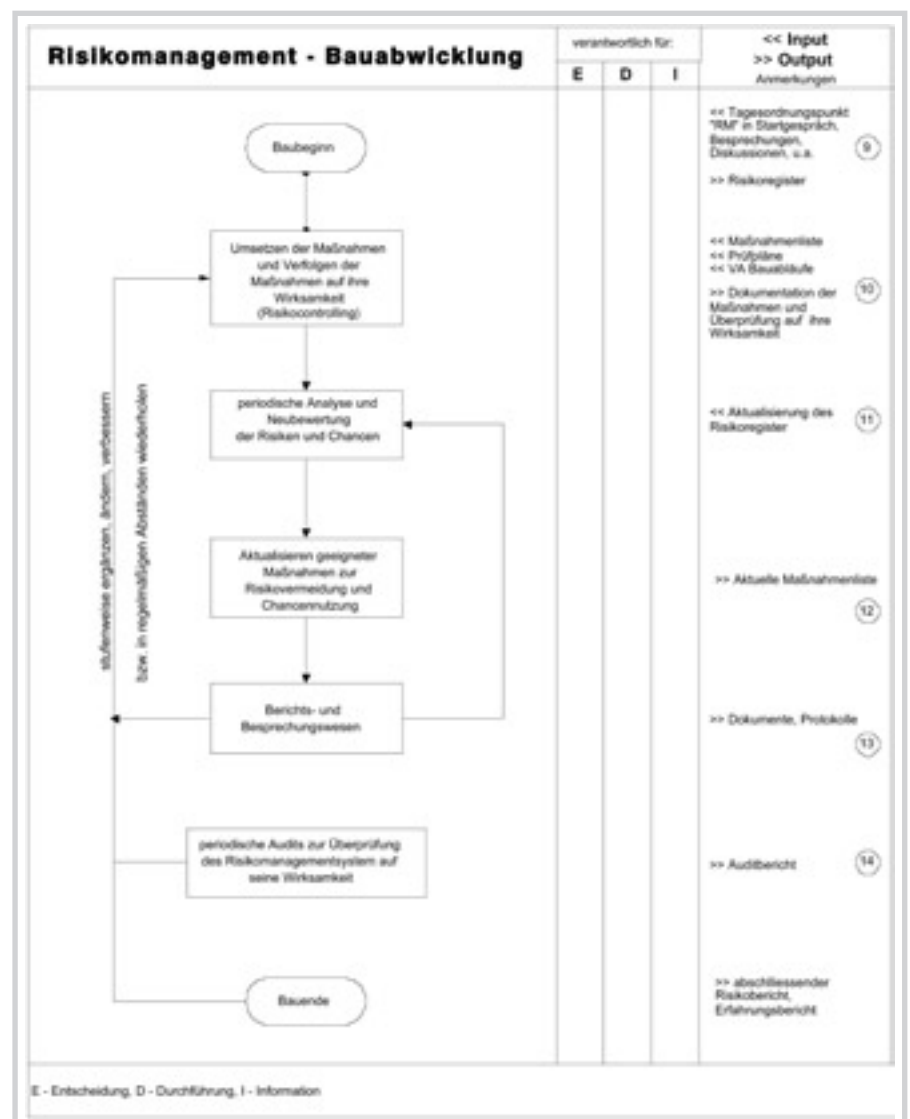 Risikomanagement - Bauabwicklung
verantwortlich für:
E
D
I
<< Input
>> Output
Anmerkungen
Baubeginn
<< Tagesordnungspunkt
"RM" in Startgespräch,
Besprechungen,
Diskussionen, u.a.
>> Risikoregister
9
Umsetzen der Maßnahmen
und Verfolgen der
Maßnahmen auf ihre
Wirksamkeit
(Risikocontrolling)
<< Maßnahmenliste
<< Prüfpläne
<< VA Bauabläufe
>> Dokumentation der
Maßnahmen und
Überprüfung auf ihre
Wirksamkeit
10
periodische Analyse und
Neubewertung
der Risiken und Chancen
<< Aktualisierung des
Risikoregister
11
stufenweise ergänzen, ändern, verbessern
bzw. in regelmäßigen Abständen wiederholen
Aktualisieren geeigneter
Maßnahmen zur
Risikovermeidung und
Chancennutzung
>> Aktuelle Maßnahmenliste
12
Berichts- und
Besprechungswesen
>> Dokumente, Protokolle
13
periodische Audits zur Überprüfung
des Risikomanagementsystem auf
seine Wirksamkeit
>> Auditbericht
14
Bauende
>> abschliessender
Risikobericht,
Erfahrungsbericht
E - Entscheidung, D - Durchführung, I - Information